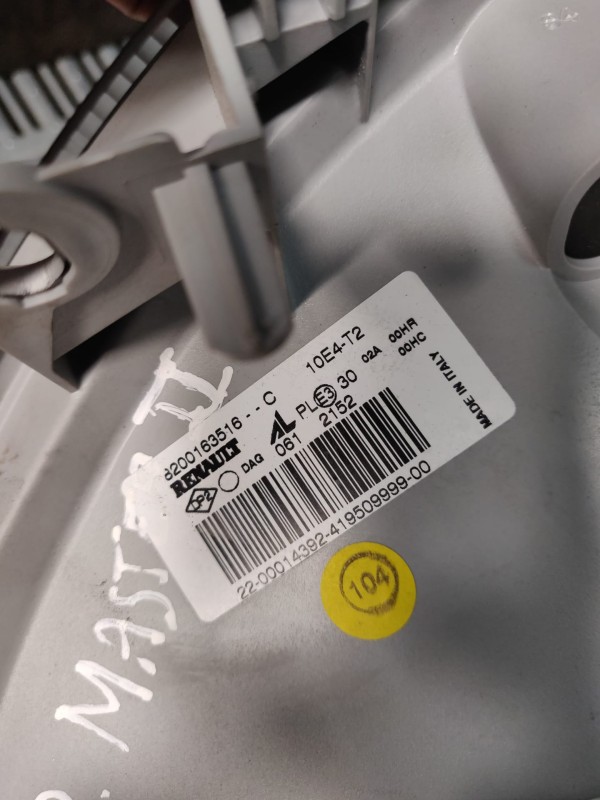 8200163516--C 10E4-T2
RENAULT AL PL E3 30 02A 00HR
00HC
DP2 DAG 061 2152
MADE IN ITALY
22-00014392-419509999-00
104
MASTER II